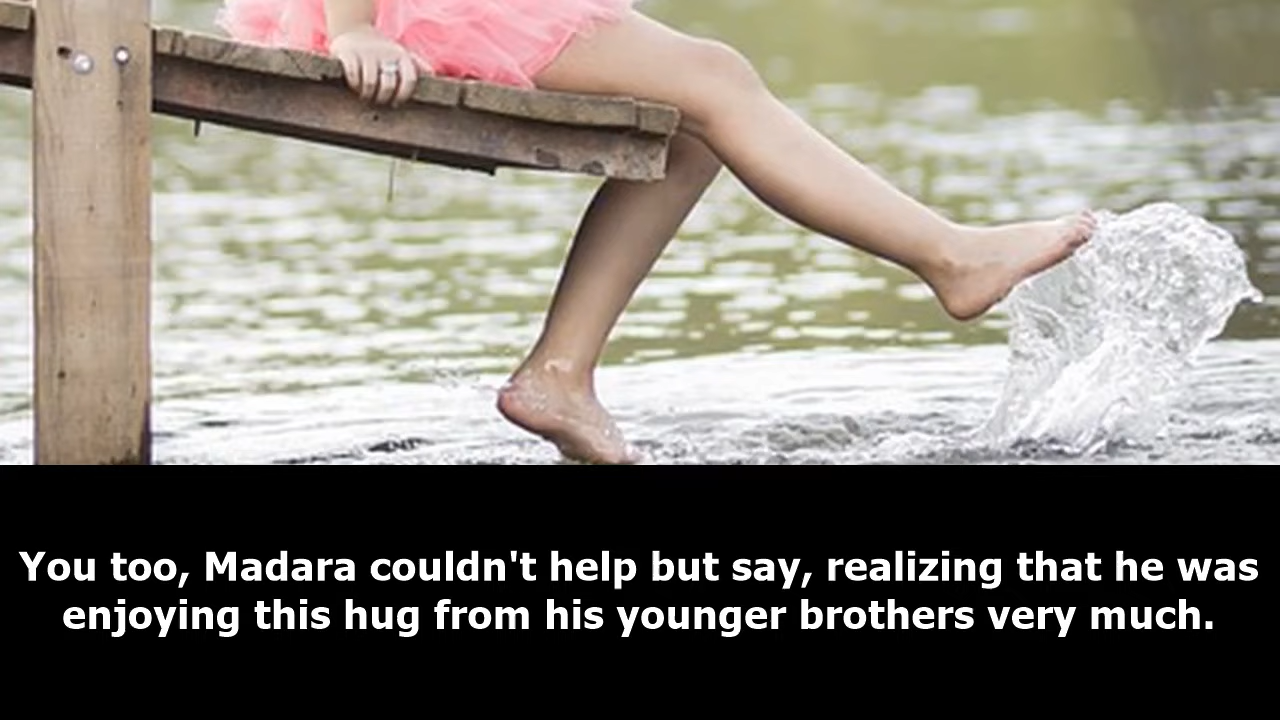 You too, Madara couldn't help but say, realizing that he was
enjoying this hug from his younger brothers very much.